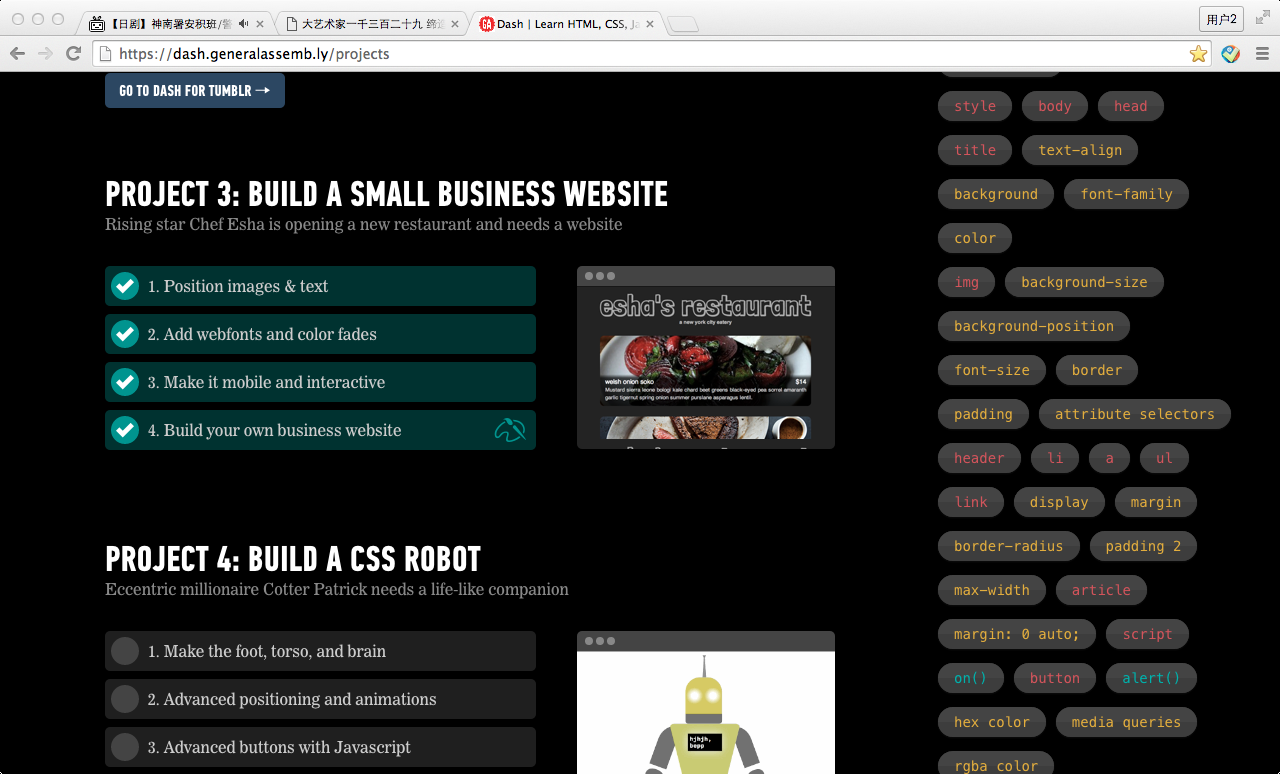 【日剧】神南署安积班/警
大艺术家一千三百二十九 缔造
GA
Dash | Learn HTML, CSS, Ja
用户2
https://dash.generalassemb.ly/projects
GO TO DASH FOR TUMBLR →
PROJECT 3: BUILD A SMALL BUSINESS WEBSITE
Rising star Chef Esha is opening a new restaurant and needs a website
1. Position images & text
2. Add webfonts and color fades
3. Make it mobile and interactive
4. Build your own business website
esha's restaurant
a new york city eatery
welsh onion soko $14
Mustard sierra leone bologi kale chard beet greens black-eyed pea sorrel amaranth
garlic tigernut spring onion summer purslane asparagus lentil.
PROJECT 4: BUILD A CSS ROBOT
Eccentric millionaire Cotter Patrick needs a life-like companion
1. Make the foot, torso, and brain
2. Advanced positioning and animations
3. Advanced buttons with Javascript
hjhjh,
bepp
style body head
title text-align
background font-family
color
img background-size
background-position
font-size border
padding attribute selectors
header li a ul
link display margin
border-radius padding 2
max-width article
margin: 0 auto; script
on() button alert()
hex color media queries
rgba color